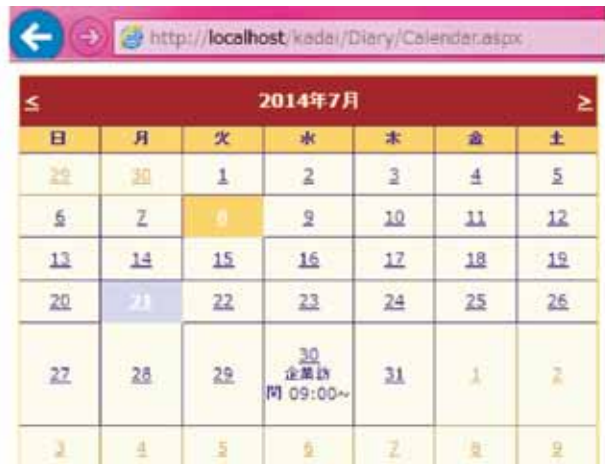 http://localhost/kadai/Diary/Calendar.aspx
≤ 2014年7月 ≥
日 月 火 水 木 金 土
29 30 1 2 3 4 5
6 7 8 9 10 11 12
13 14 15 16 17 18 19
20 21 22 23 24 25 26
27 28 29 30 31 1 2
企業訪
問 09:00~
3 4 5 6 7 8 9